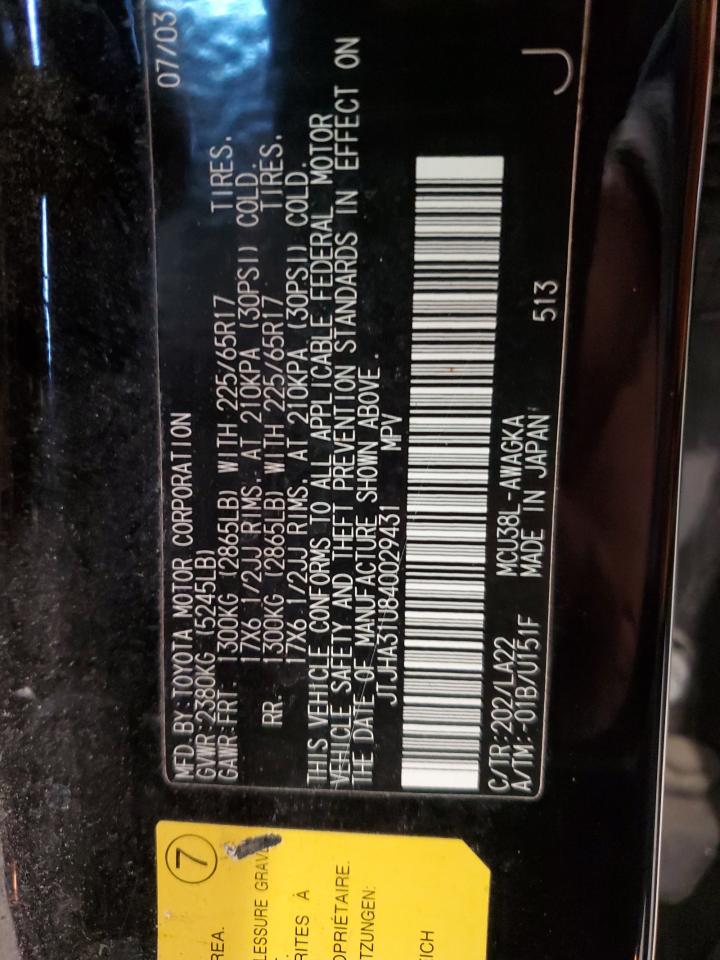 MFD.BY:TOYOTA MOTOR CORPORATION 07/03
GVWR:2380KG (5245LB)
GAWR:FRT: 1300KG (2865LB) WITH 225/65R17 TIRES.
17X6 1/2JJ RIMS. AT 210KPA (30PSI) COLD.
RR. 1300KG (2865LB) WITH 225/65R17 TIRES.
17X6 1/2JJ RIMS. AT 210KPA (30PSI) COLD.
THIS VEHICLE CONFORMS TO ALL APPLICABLE FEDERAL MOTOR
VEHICLE SAFETY AND THEFT PREVENTION STANDARDS IN EFFECT ON
THE DATE OF MANUFACTURE SHOWN ABOVE.
JTJHA31U840029431 MPV
C/TR:202/LA22 MCU38L-AWAGKA
A/TM:-01B/U151F MADE IN JAPAN 513
J
7
REA.
LESSURE GRAVE
RITES À
OPRIÉTAIRE.
TZUNGEN:
EICH